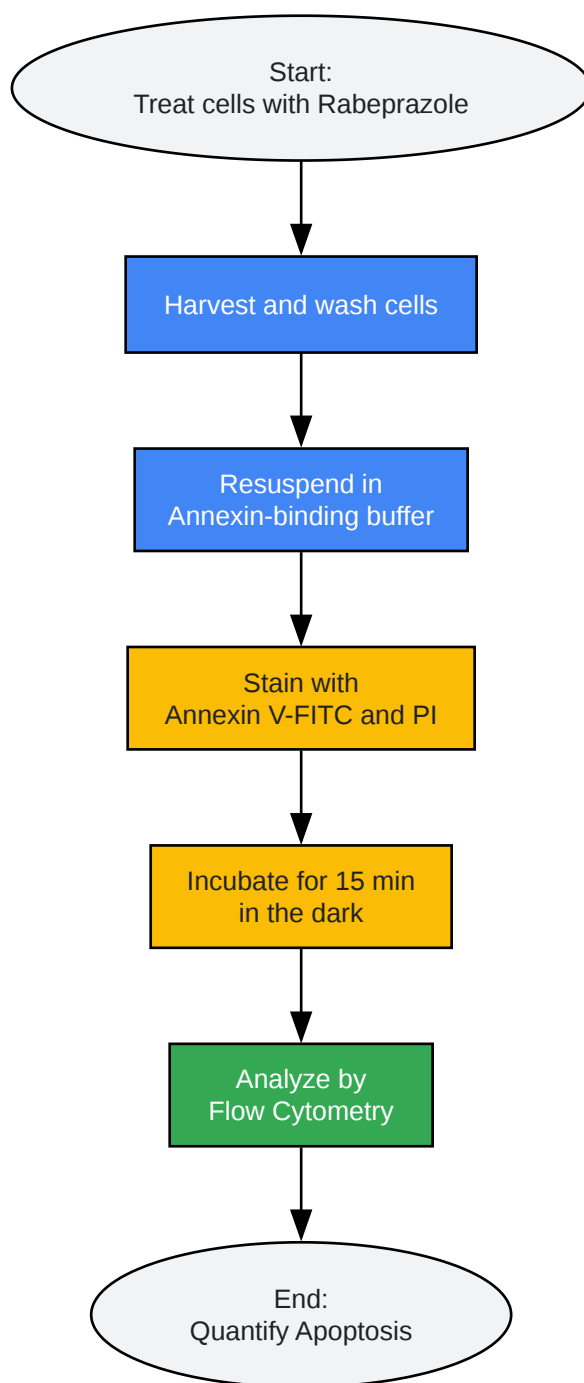 Start:
Treat cells with Rabeprazole
Harvest and wash cells
Resuspend in
Annexin-binding buffer
Stain with
Annexin V-FITC and PI
Incubate for 15 min
in the dark
Analyze by
Flow Cytometry
End:
Quantify Apoptosis